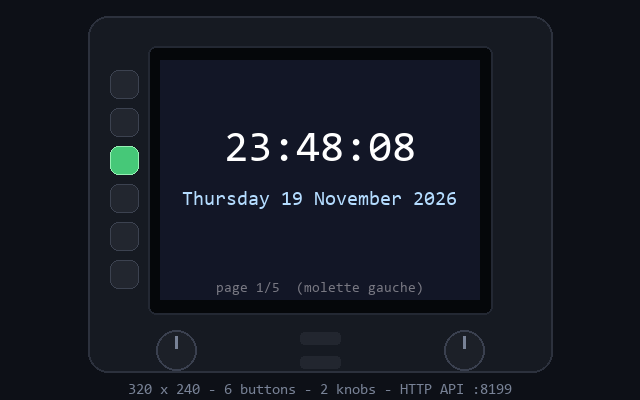 23:48:08
Thursday 19 November 2026
page 1/5  (molette gauche)
320 x 240 - 6 buttons - 2 knobs - HTTP API :8199